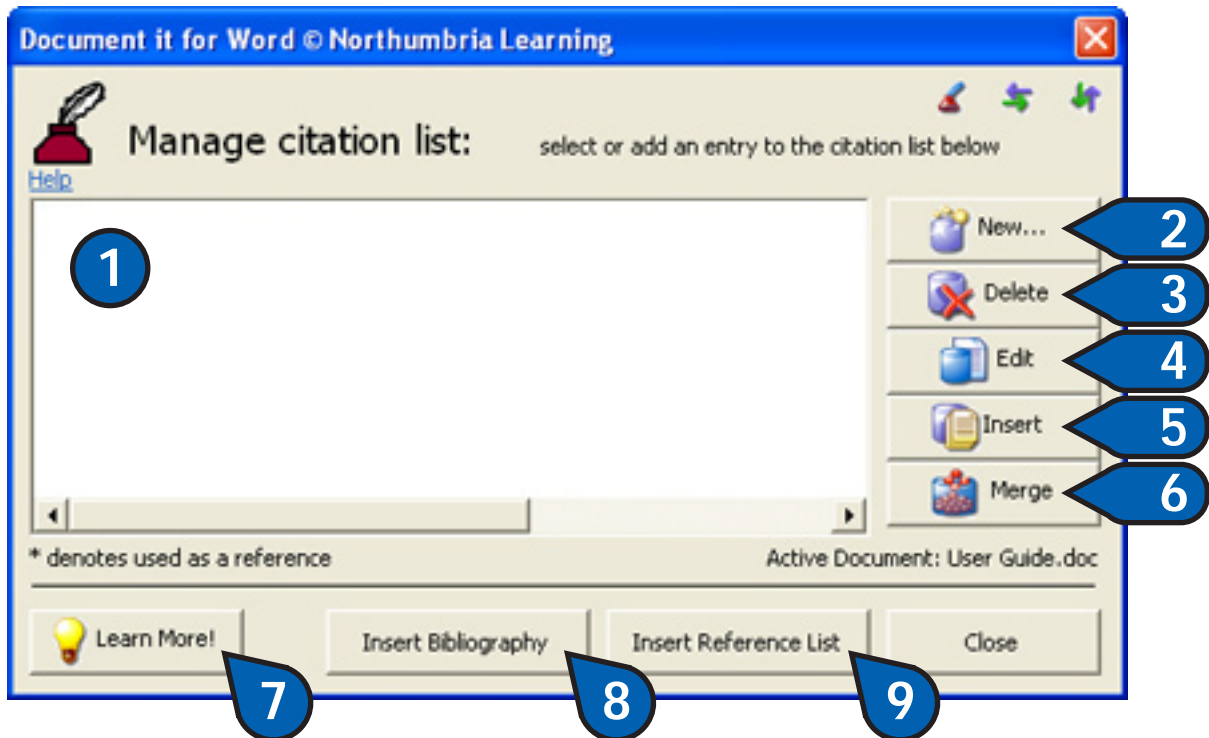 Document it for Word © Northumbria Learning
Manage citation list:
select or add an entry to the citation list below
Help
1
New...
2
Delete
3
Edit
4
Insert
5
Merge
6
* denotes used as a reference
Active Document: User Guide.doc
Learn More!
Insert Bibliography
Insert Reference List
Close
7
8
9